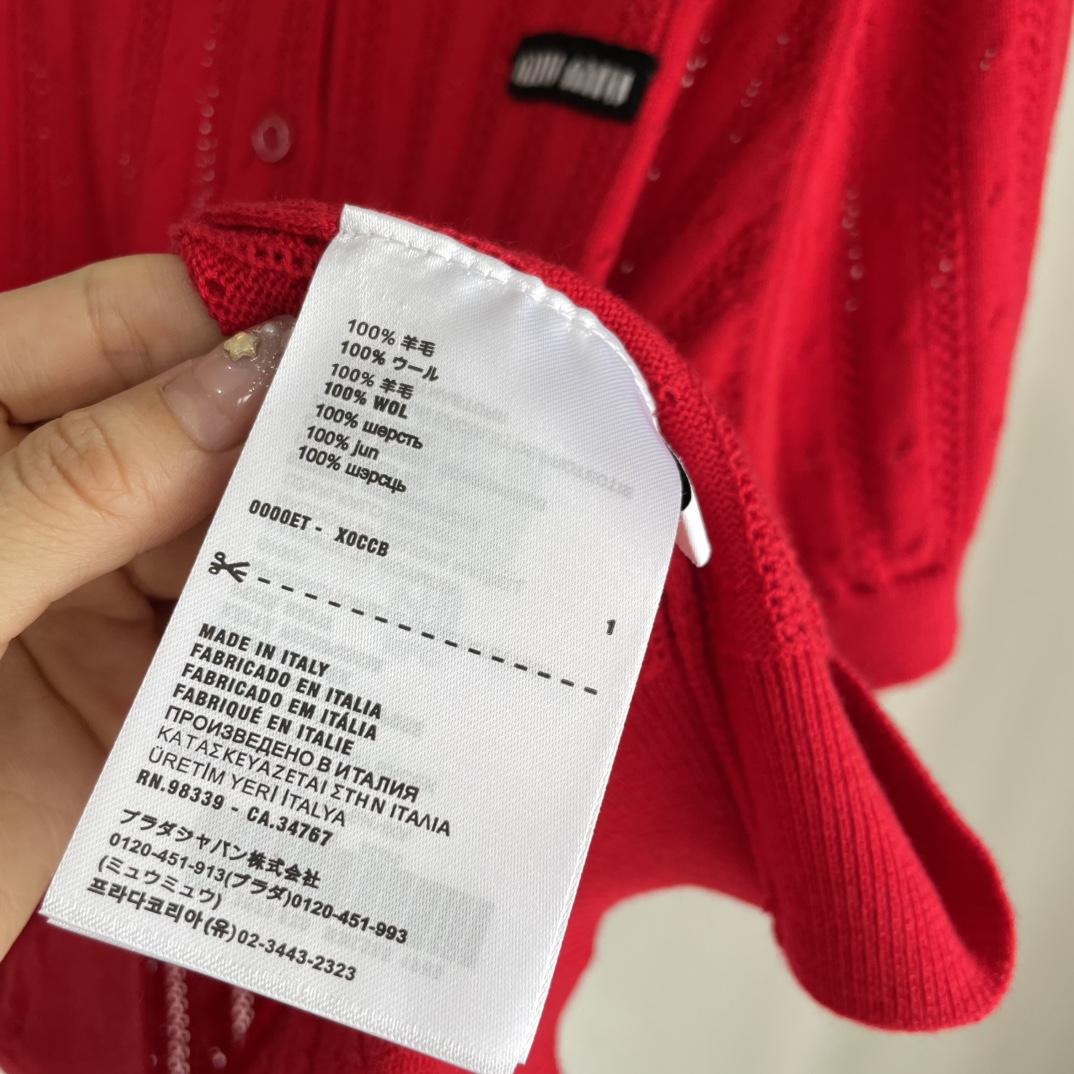 100% 羊毛
100% ウール
100% 羊毛
100% WOL
100% шерсть
100% jun
100% шэрсць
0000ET - X0CCB
1
MADE IN ITALY
FABRICADO EN ITALIA
FABRICADO EM ITÁLIA
FABRIQUÉ EN ITALIE
ПРОИЗВЕДЕНО В ИТАЛИЯ
ΚΑΤΑΣΚΕΥΑΖΕΤΑΙ ΣΤΗΝ ΙΤΑΛΙΑ
ÜRETİM YERİ İTALYA
RN.98339 - CA.34767
プラダジャパン株式会社
0120-451-913(プラダ)0120-451-993
(ミュウミュウ)
프라다코리아(유)02-3443-2323